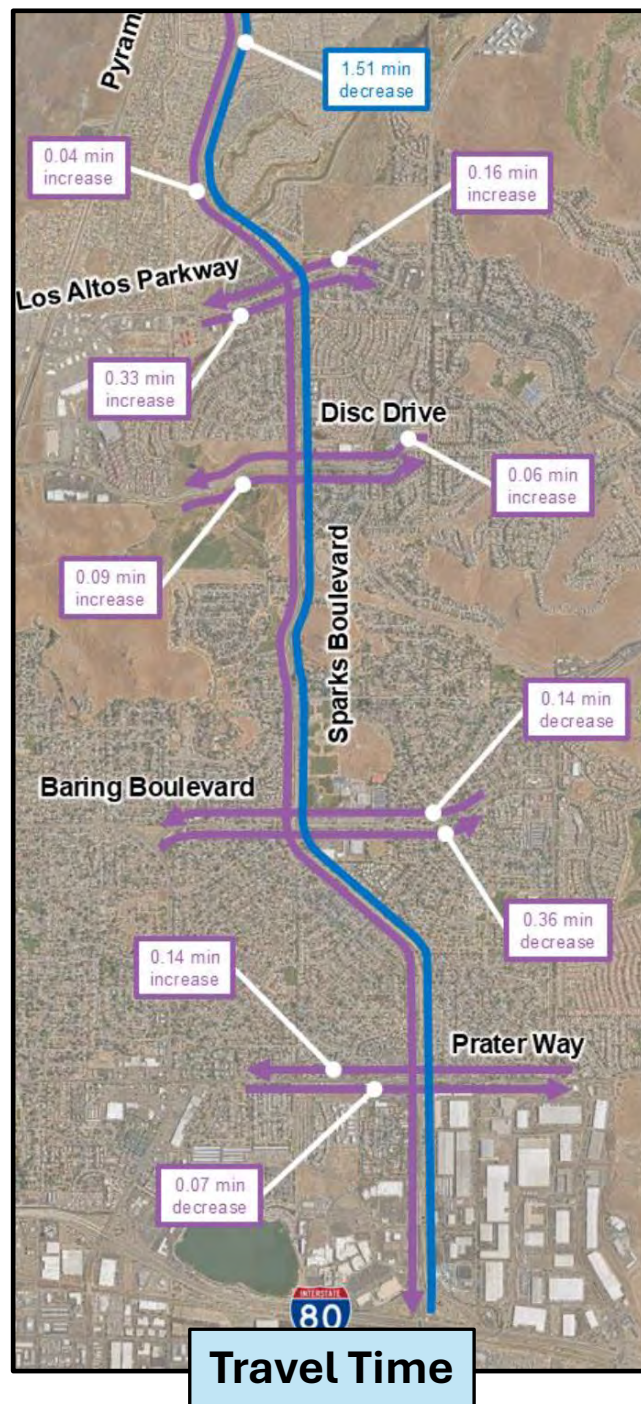 Pyram
1.51 min
decrease
0.04 min
increase
0.16 min
increase
Los Altos Parkway
0.33 min
increase
Disc Drive
0.06 min
increase
0.09 min
increase
Sparks Boulevard
0.14 min
decrease
Baring Boulevard
0.36 min
decrease
0.14 min
increase
Prater Way
0.07 min
decrease
INTERSTATE
80
Travel Time